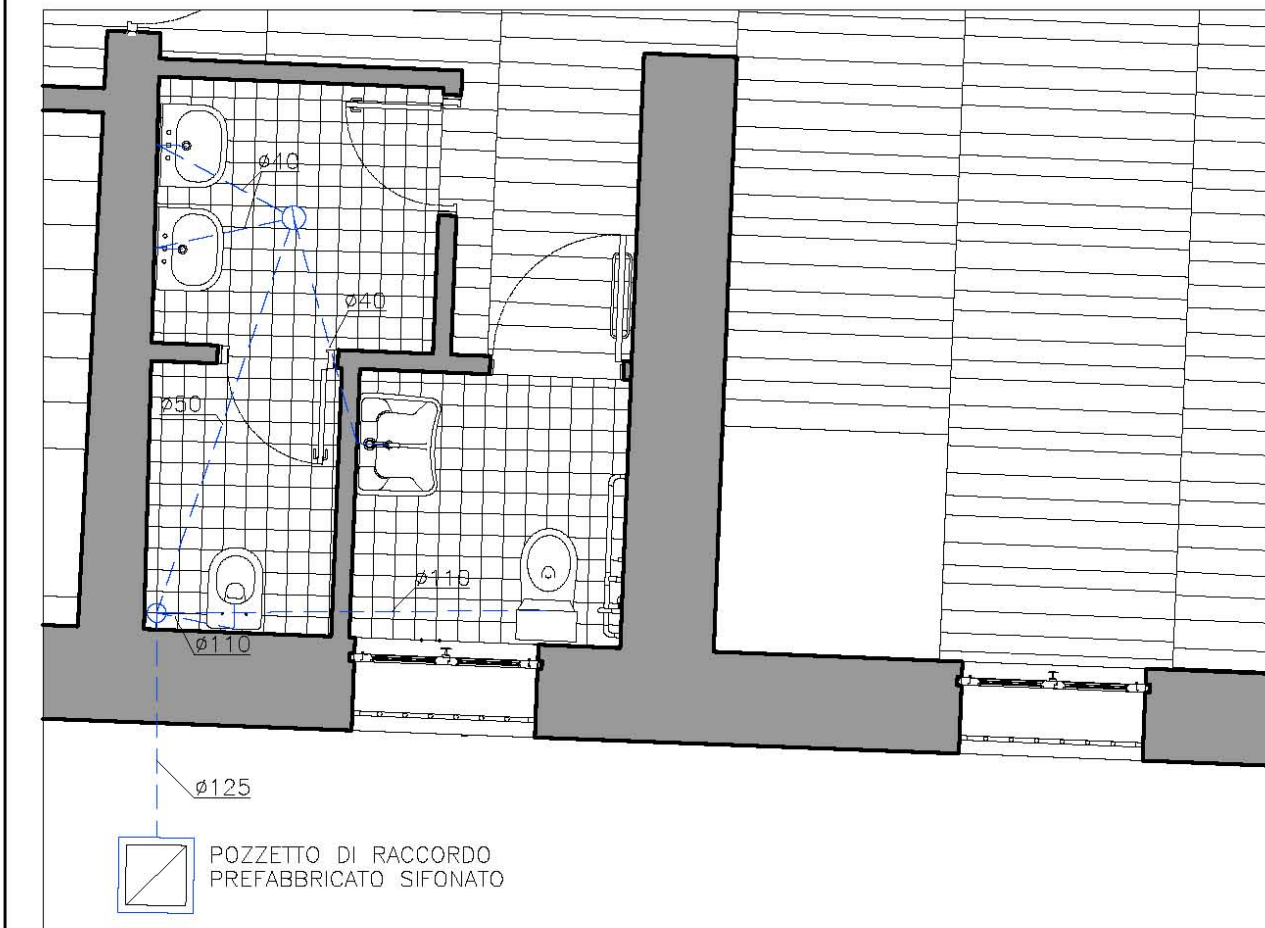 ø40
ø40
ø50
ø110
ø110
ø125
POZZETTO DI RACCORDO
PREFABBRICATO SIFONATO